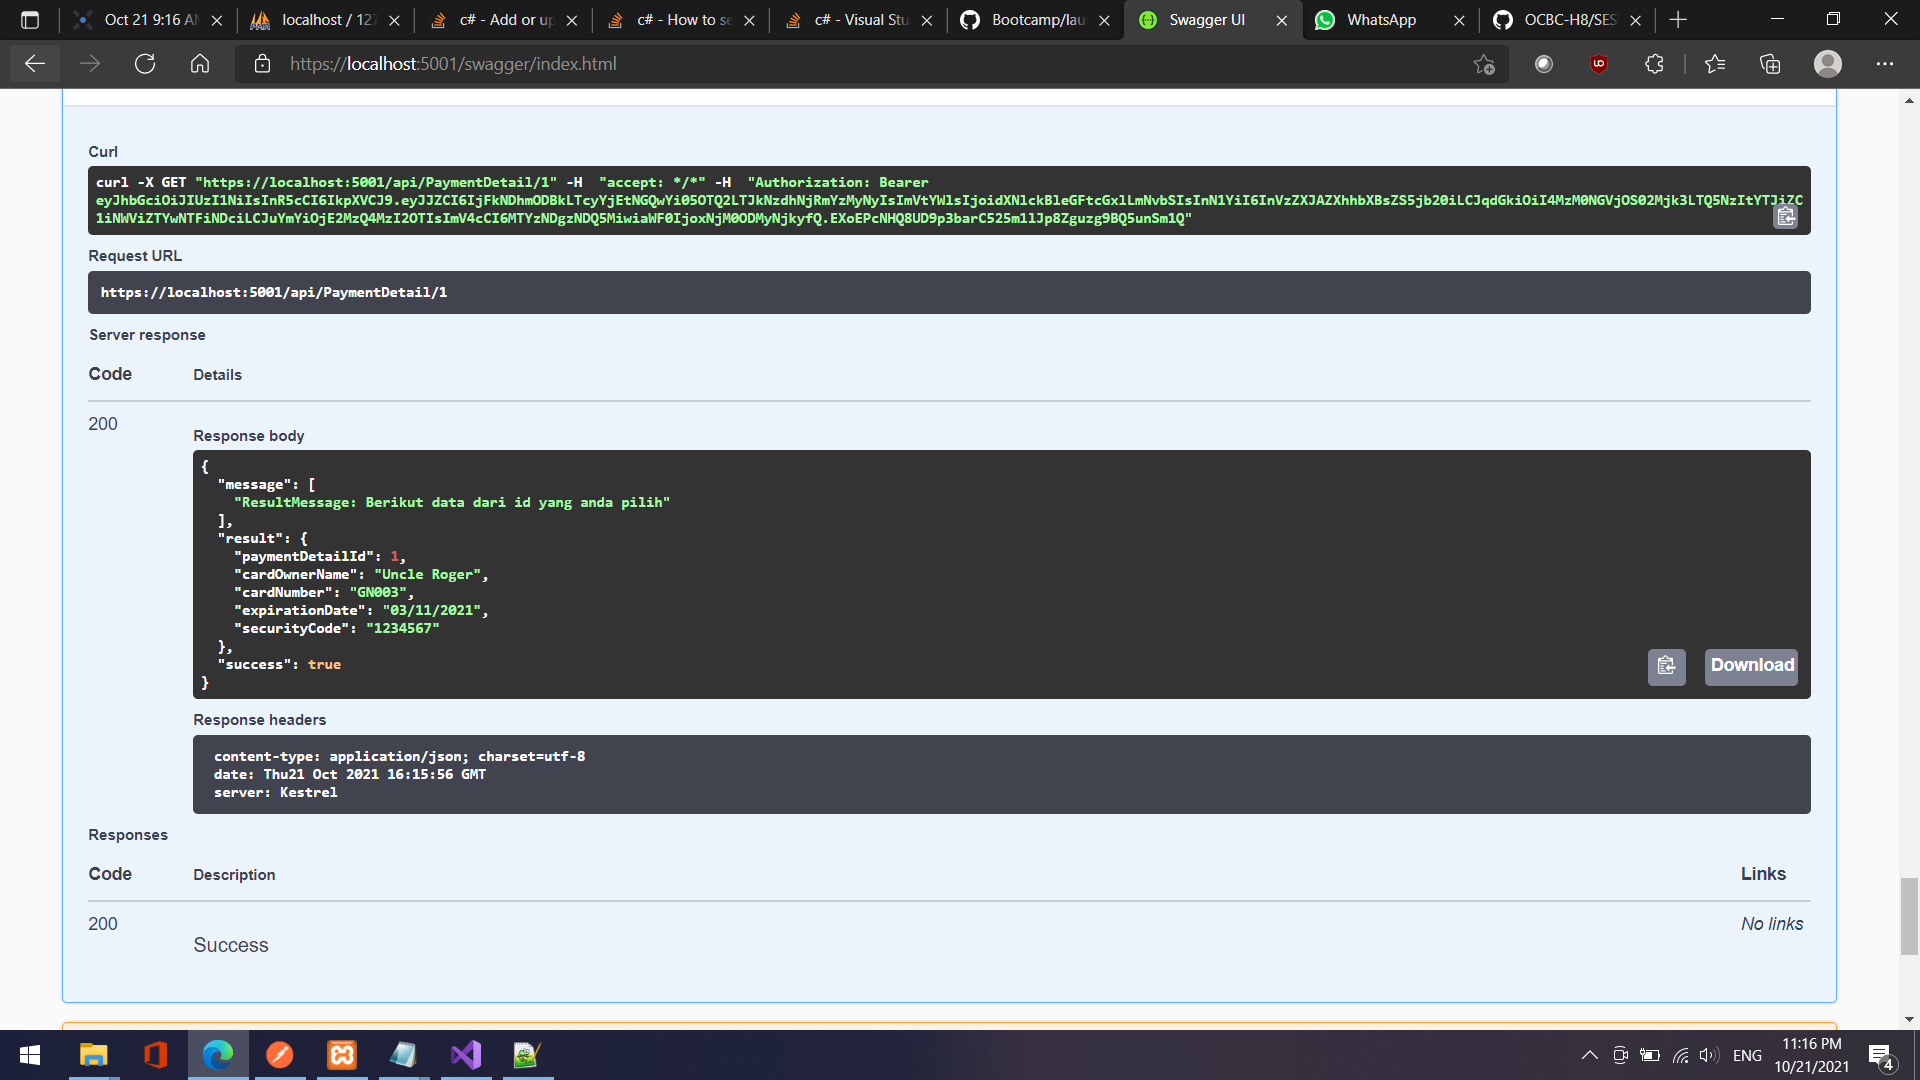 Oct 21 9:16 AM
localhost / 127
c# - Add or up
c# - How to se
c# - Visual Stu
Bootcamp/lau
Swagger UI
WhatsApp
OCBC-H8/SES
https://localhost:5001/swagger/index.html
Curl
curl -X GET "https://localhost:5001/api/PaymentDetail/1" -H "accept: */*" -H "Authorization: Bearer
Request URL
https://localhost:5001/api/PaymentDetail/1
Server response
Code Details
200
Response body
{
"message": [
"ResultMessage: Berikut data dari id yang anda pilih"
],
"result": {
"paymentDetailId": 1,
"cardOwnerName": "Uncle Roger",
"cardNumber": "GN003",
"expirationDate": "03/11/2021",
"securityCode": "1234567"
},
"success": true
}
Download
Response headers
content-type: application/json; charset=utf-8
date: Thu21 Oct 2021 16:15:56 GMT
server: Kestrel
Responses
Code Description Links
200
Success
No links
ENG
11:16 PM
10/21/2021
4